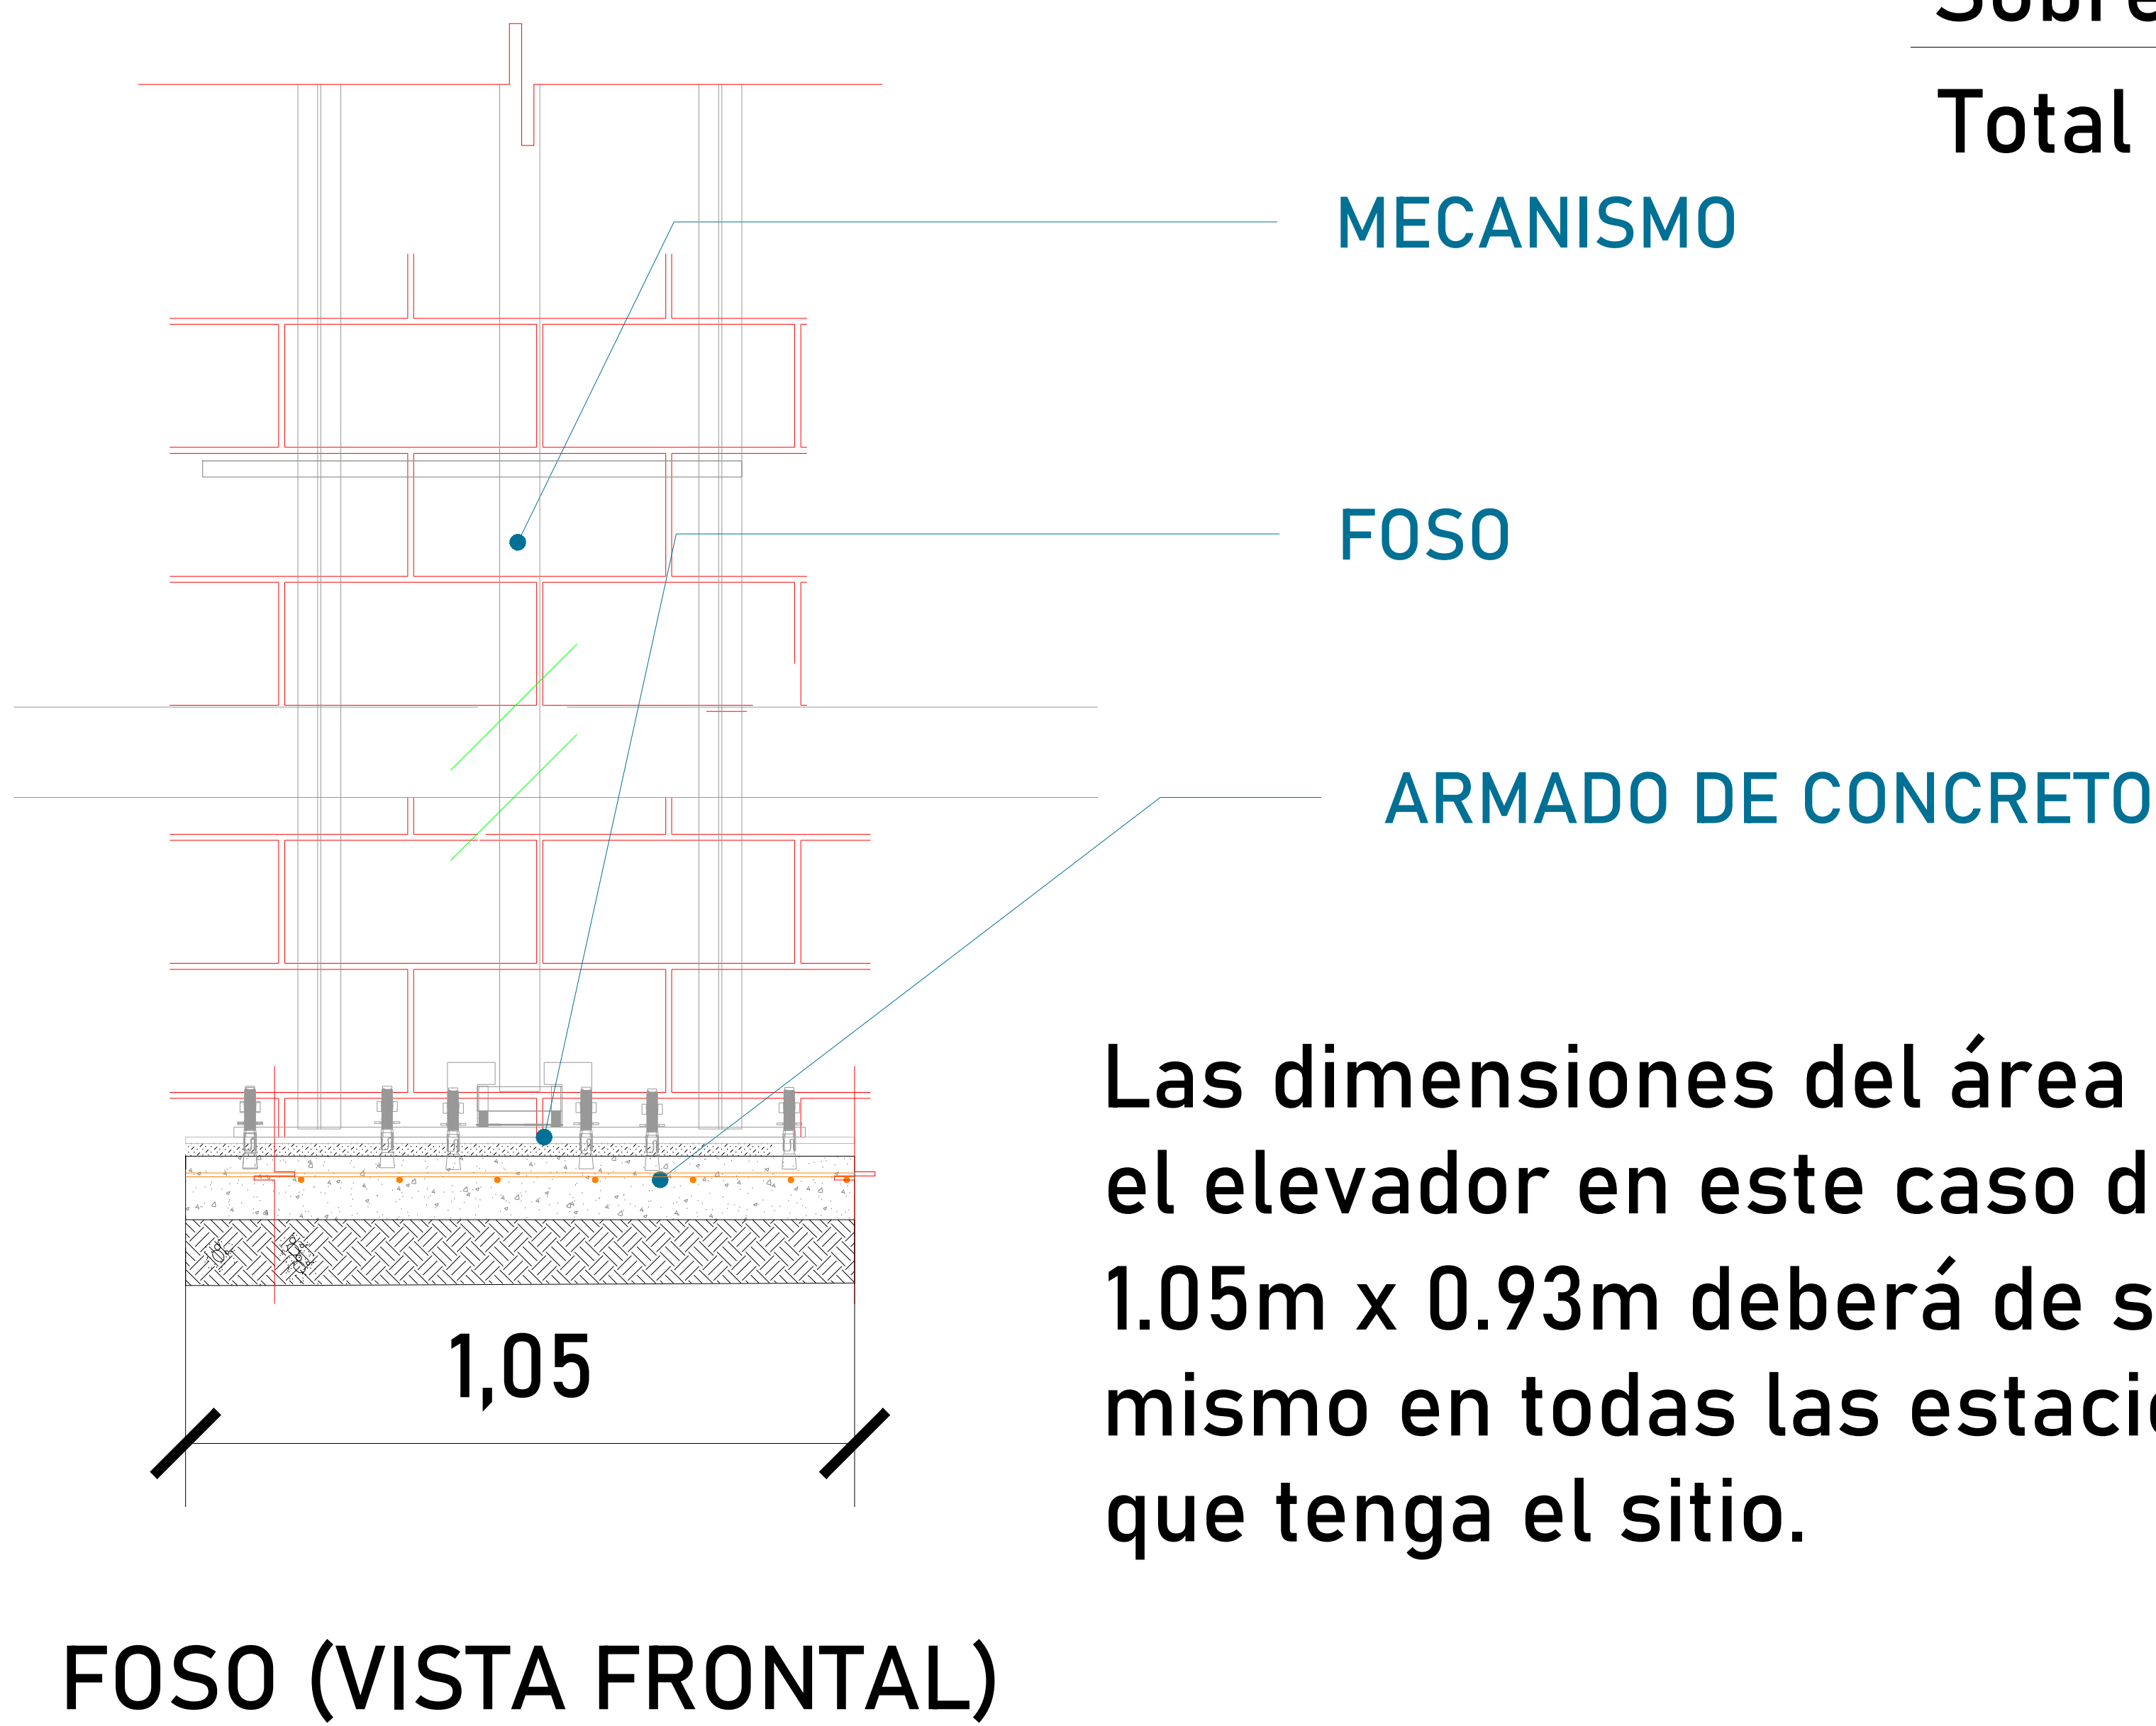 Total
MECANISMO
FOSO
ARMADO DE CONCRETO
Las dimensiones del área
el elevador en este caso
1.05m x 0.93m deberá de
mismo en todas las
que tenga el sitio.
1,05
FOSO (VISTA FRONTAL)